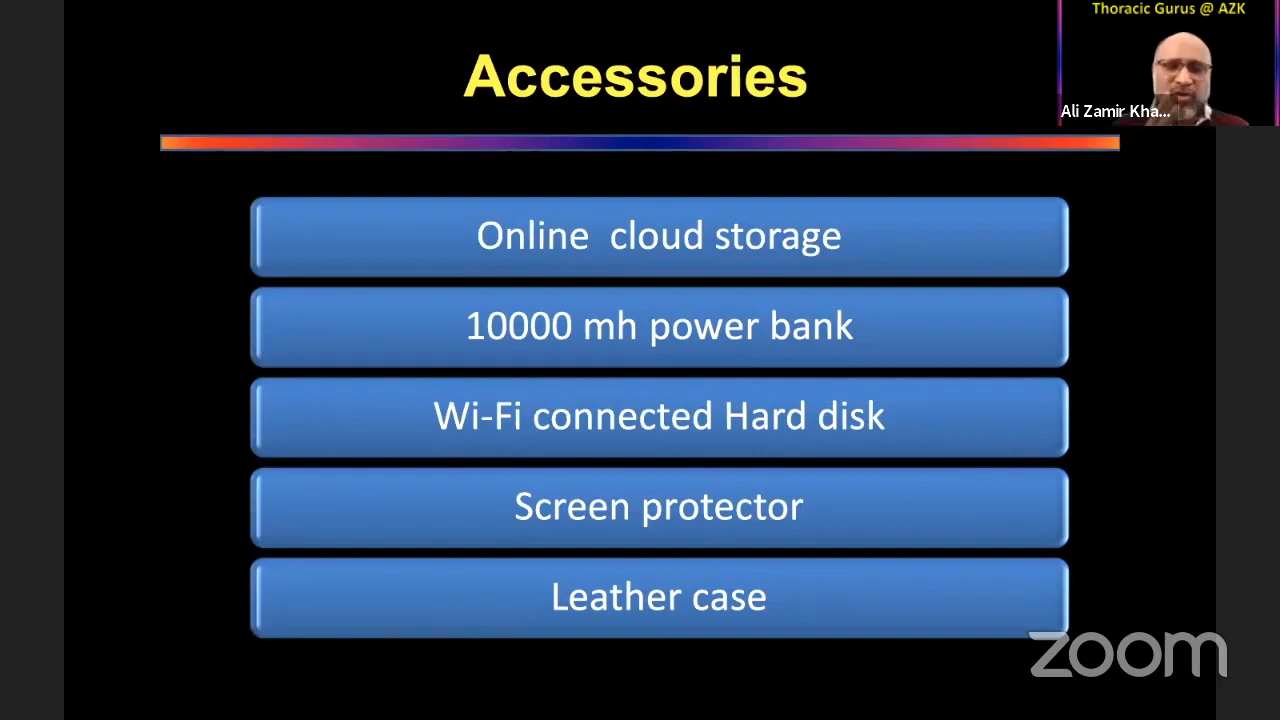 Thoracic Gurus @ AZK
Accessories
Ali Zamir Kha...
Online cloud storage
10000 mh power bank
Wi-Fi connected Hard disk
Screen protector
Leather case
zoom